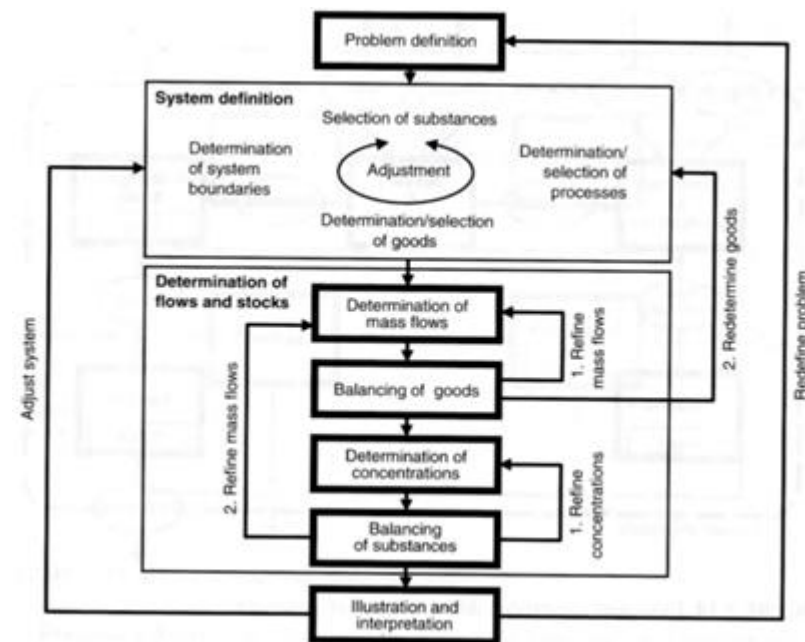 Problem definition
System definition
Selection of substances
Determination
of system
boundaries
Adjustment
Determination/
selection of
processes
Determination/selection
of goods
Determination of
flows and stocks
Determination of
mass flows
1. Refine
mass flows
2. Redetermine goods
Redefine problem
Adjust system
2. Refine mass flows
Balancing of goods
Determination of
concentrations
1. Refine
concentrations
Balancing
of substances
Illustration and
interpretation